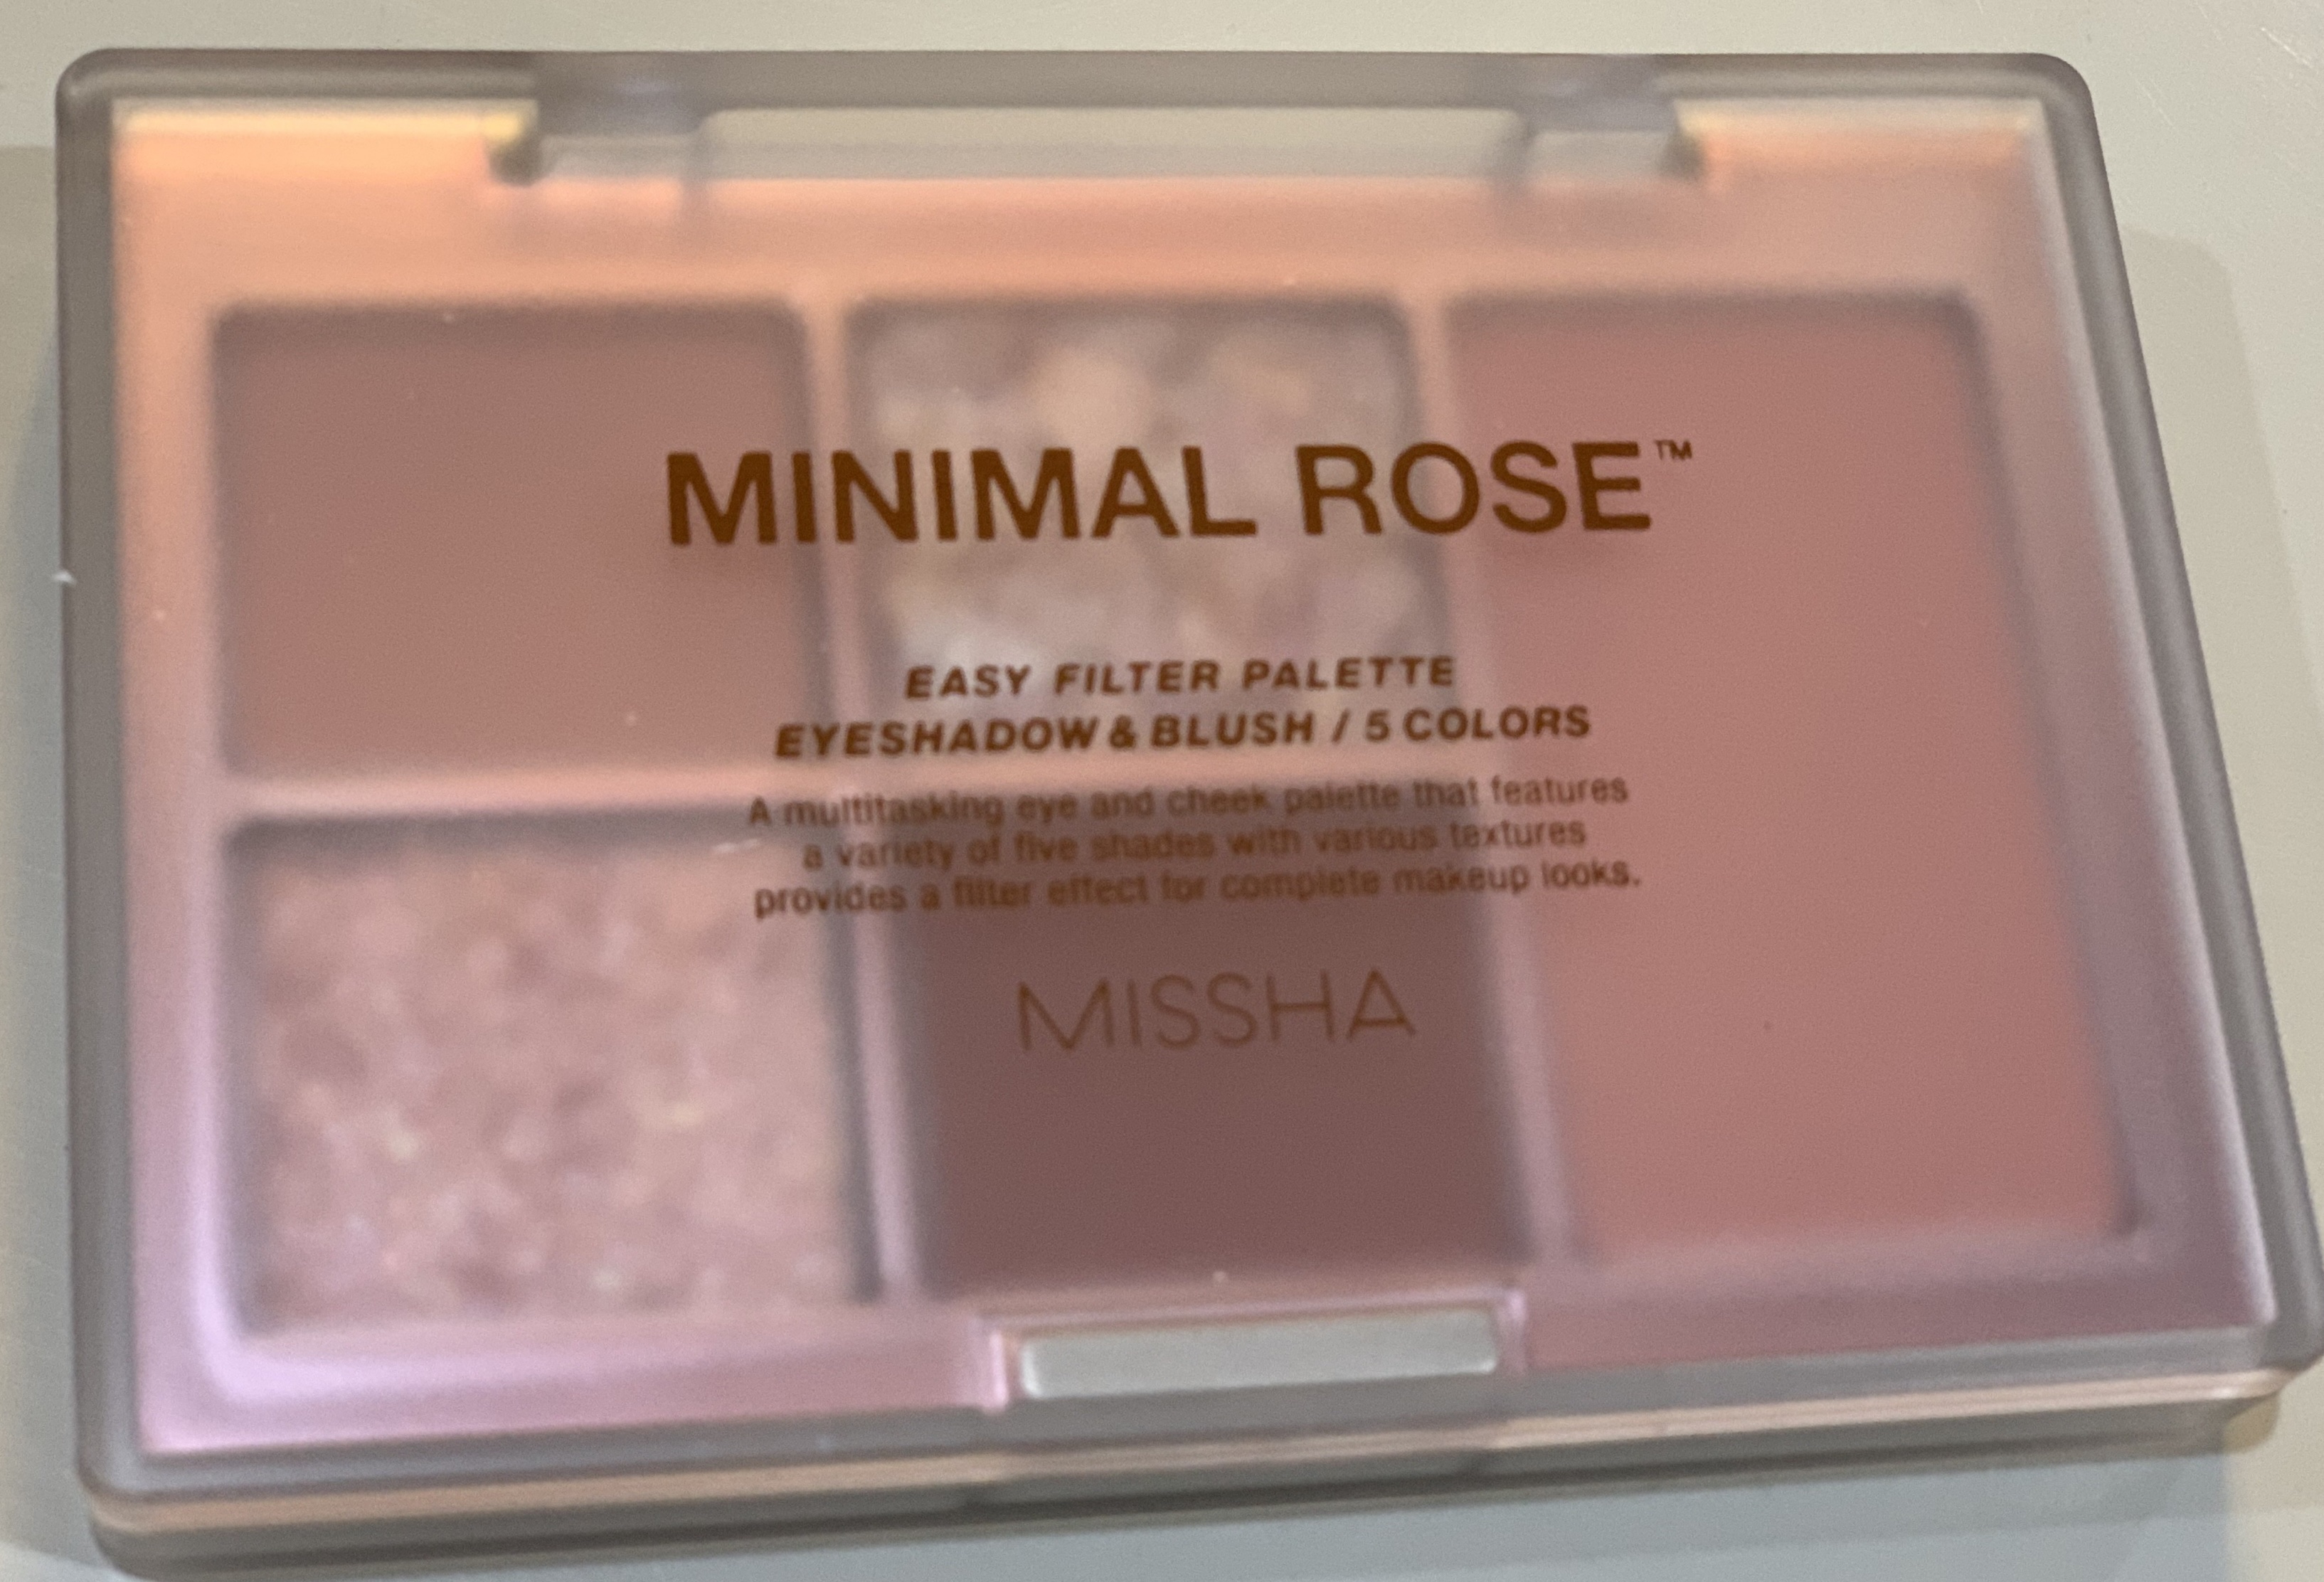 MINIMAL ROSE™
EASY FILTER PALETTE
EYESHADOW & BLUSH / 5 COLORS
A multitasking eye and cheek palette that features
a variety of five shades with various textures
provides a filter effect for complete makeup looks.
MISSHA